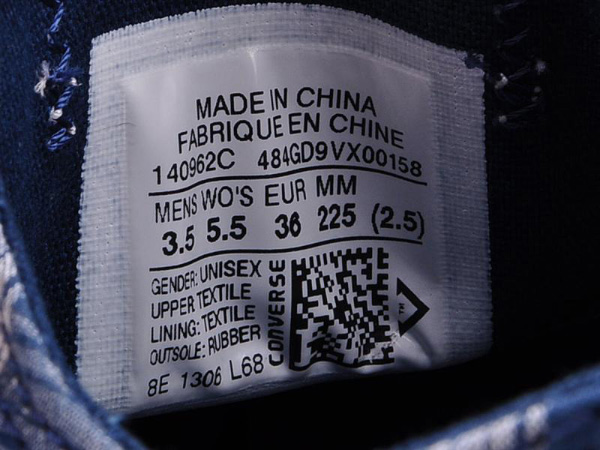 MADE IN CHINA
FABRIQUE EN CHINE
140962C 484GD9VX00158
MENS WO'S EUR MM
3.5 5.5 36 225 (2.5)
GENDER: UNISEX
UPPER TEXTILE
LINING: TEXTILE
OUTSOLE: RUBBER
8E 1306 L68
CONVERSE